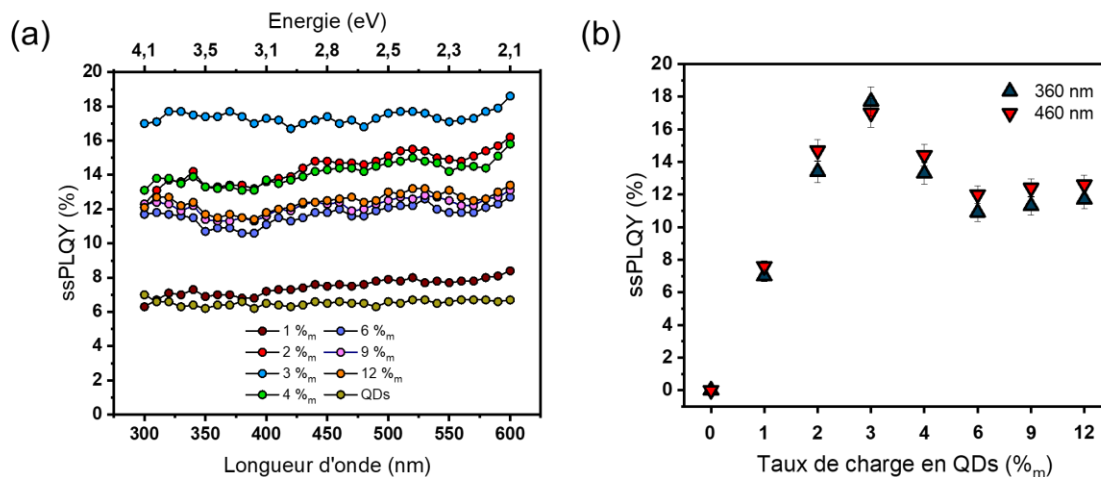 (a)
Energie (eV)
4,1 3,5 3,1 2,8 2,5 2,3 2,1
20
18
16
14
12
10
8
6
4
2
0
ssPLQY (%)
1 %m 6 %m
2 %m 9 %m
3 %m 12 %m
4 %m QDs
300 350 400 450 500 550 600
Longueur d'onde (nm)
(b)
20
18
16
14
12
10
8
6
4
2
0
ssPLQY (%)
360 nm
460 nm
0 1 2 3 4 6 9 12
Taux de charge en QDs (%m)